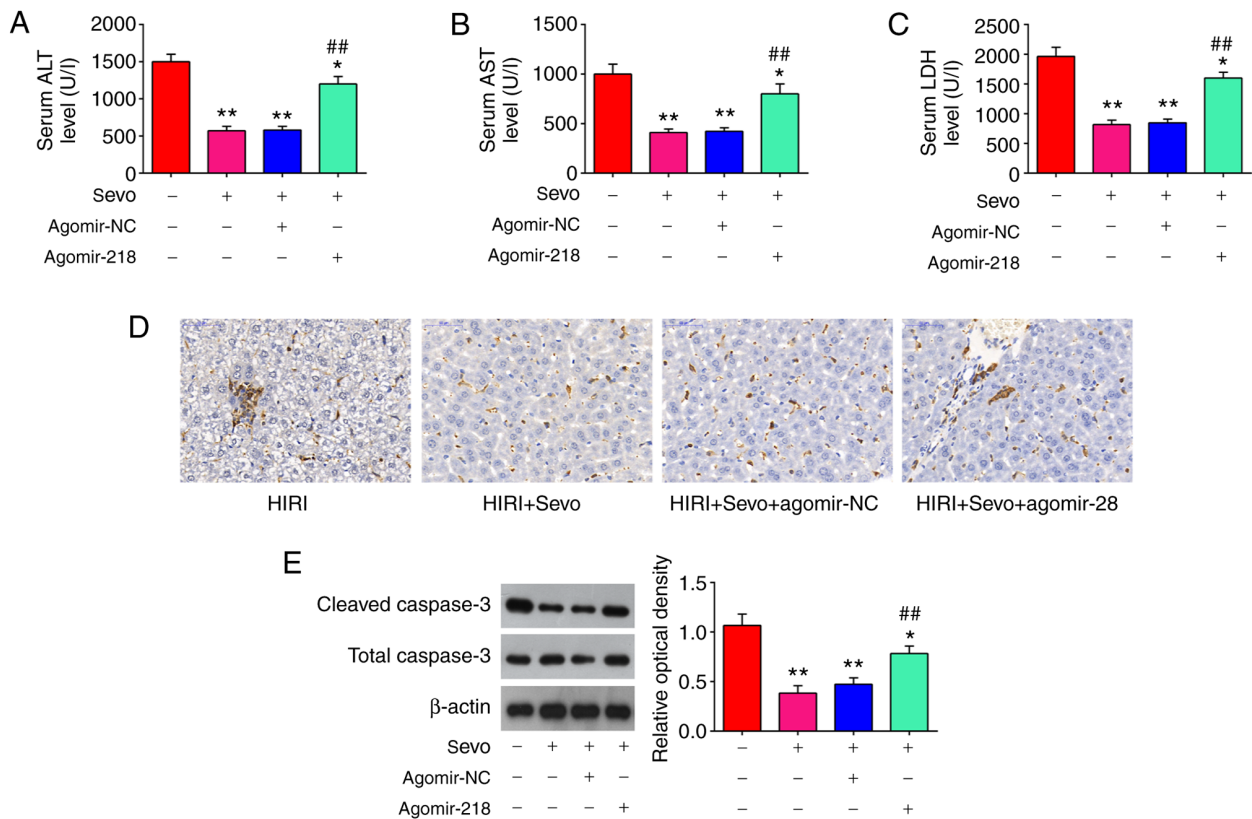 A
Serum ALT
level (U/l)
2000
1500
1000
500
0
** ** ## *
Sevo − + + +
Agomir-NC − − + −
Agomir-218 − − − +
B
Serum AST
level (U/l)
1500
1000
500
0
** ** ## *
Sevo − + + +
Agomir-NC − − + −
Agomir-218 − − − +
C
Serum LDH
level (U/l)
2500
2000
1500
1000
500
0
** ** ## *
Sevo − + + +
Agomir-NC − − + −
Agomir-218 − − − +
D
HIRI
HIRI+Sevo
HIRI+Sevo+agomir-NC
HIRI+Sevo+agomir-28
E
Cleaved caspase-3
Total caspase-3
β-actin
Sevo − + + +
Agomir-NC − − + −
Agomir-218 − − − +
Relative optical density
1.5
1.0
0.5
0.0
** ** ## *
− + + +
− − + −
− − − +